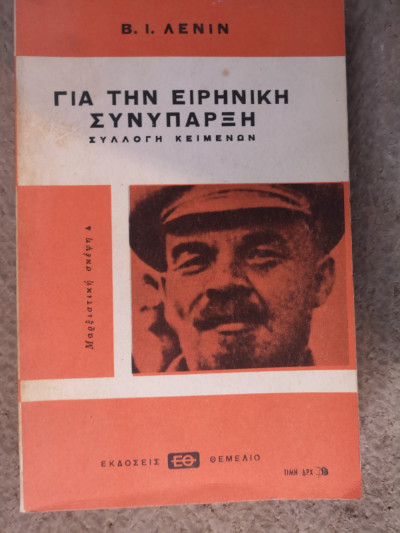 Β. Ι. ΛΕΝΙΝ
ΓΙΑ ΤΗΝ ΕΙΡΗΝΙΚΗ
ΣΥΝΥΠΑΡΞΗ
ΣΥΛΛΟΓΗ ΚΕΙΜΕΝΩΝ
Μαρξιστική σκέψη 4
ΕΚΔΟΣΕΙΣ ΕΘ ΘΕΜΕΛΙΟ
ΤΙΜΗ ΔΡΧ